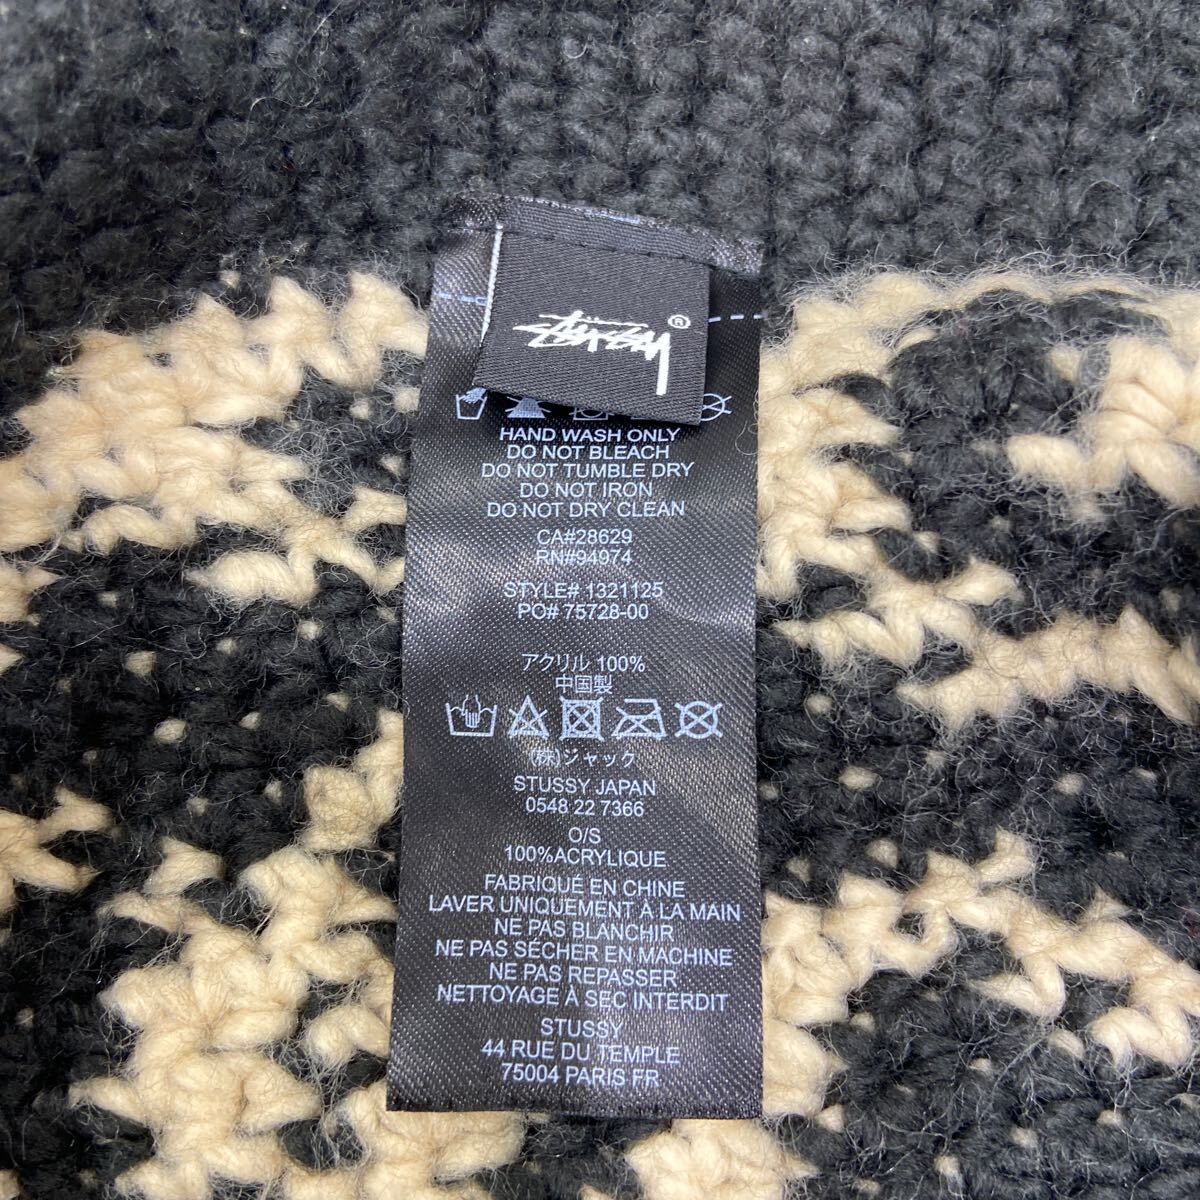 STUSSY ®
HAND WASH ONLY
DO NOT BLEACH
DO NOT TUMBLE DRY
DO NOT IRON
DO NOT DRY CLEAN
CA#28629
RN#94974
STYLE# 1321125
PO# 75728-00
アクリル 100%
中国製
(株)ジャック
STUSSY JAPAN
0548 22 7366
O/S
100%ACRYLIQUE
FABRIQUÉ EN CHINE
LAVER UNIQUEMENT À LA MAIN
NE PAS BLANCHIR
NE PAS SÉCHER EN MACHINE
NE PAS REPASSER
NETTOYAGE À SEC INTERDIT
STUSSY
44 RUE DU TEMPLE
75004 PARIS FR